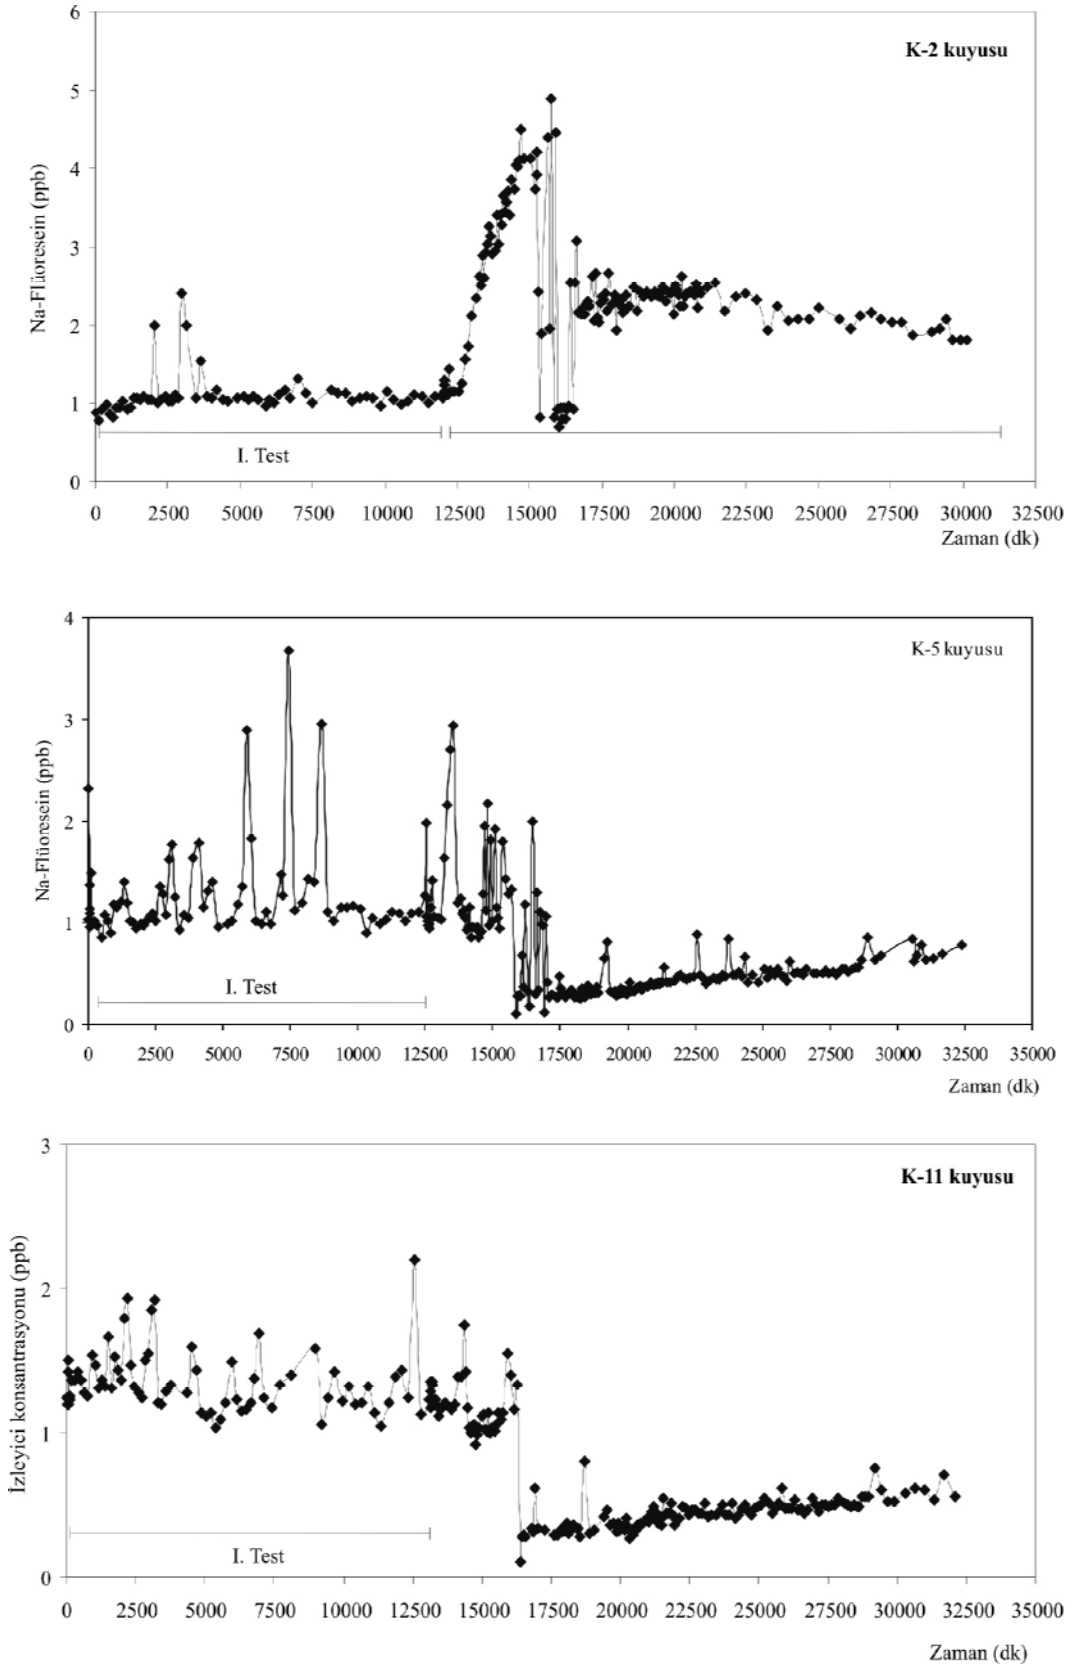 K-2 kuyusu
Na-Flüoresein (ppb)
6
5
4
3
2
1
0
I. Test
0 2500 5000 7500 10000 12500 15000 17500 20000 22500 25000 27500 30000 32500
Zaman (dk)
K-5 kuyusu
Na-Flüoresein (ppb)
4
3
2
1
0
I. Test
0 2500 5000 7500 10000 12500 15000 17500 20000 22500 25000 27500 30000 32500 35000
Zaman (dk)
K-11 kuyusu
İzleyici konsantrasyonu (ppb)
3
2
1
0
I. Test
0 2500 5000 7500 10000 12500 15000 17500 20000 22500 25000 27500 30000 32500 35000
Zaman (dk)